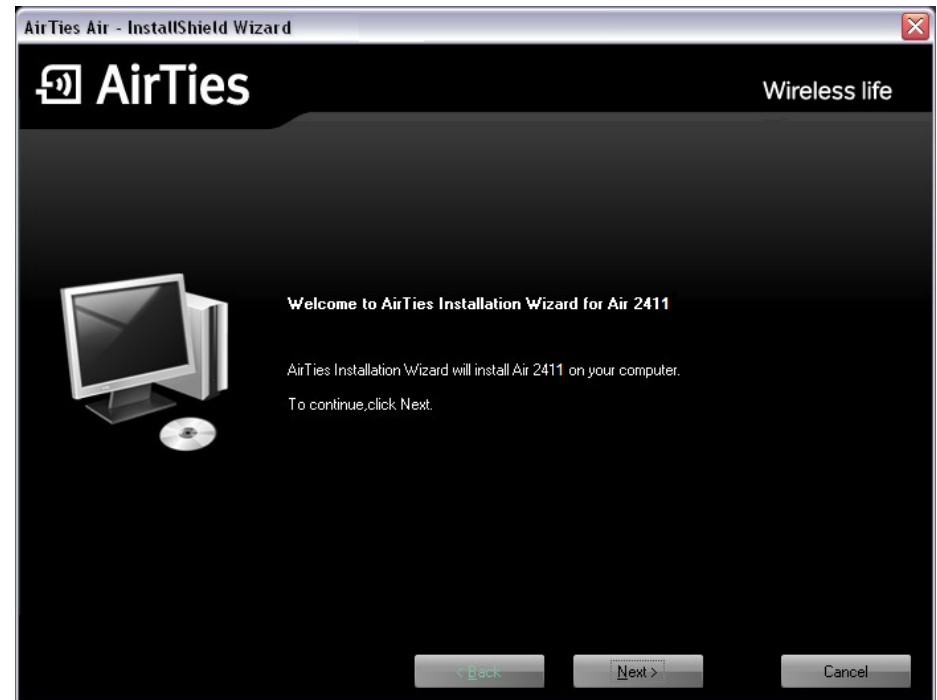 AirTies Air - InstallShield Wizard
AirTies
Wireless life
Welcome to AirTies Installation Wizard for Air 2411
AirTies Installation Wizard will install Air 2411 on your computer.
To continue,click Next.
< Back
Next >
Cancel